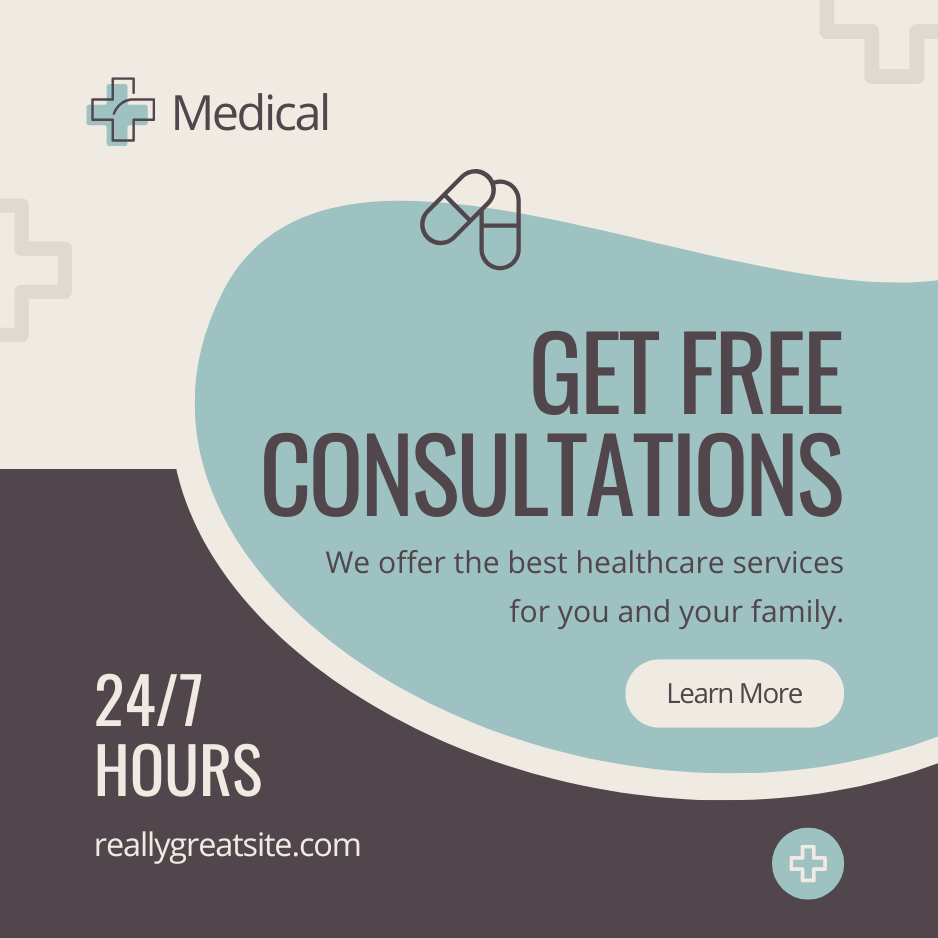 Medical
GET FREE
CONSULTATIONS
We offer the best healthcare services
for you and your family.
Learn More
24/7
HOURS
reallygreatsite.com